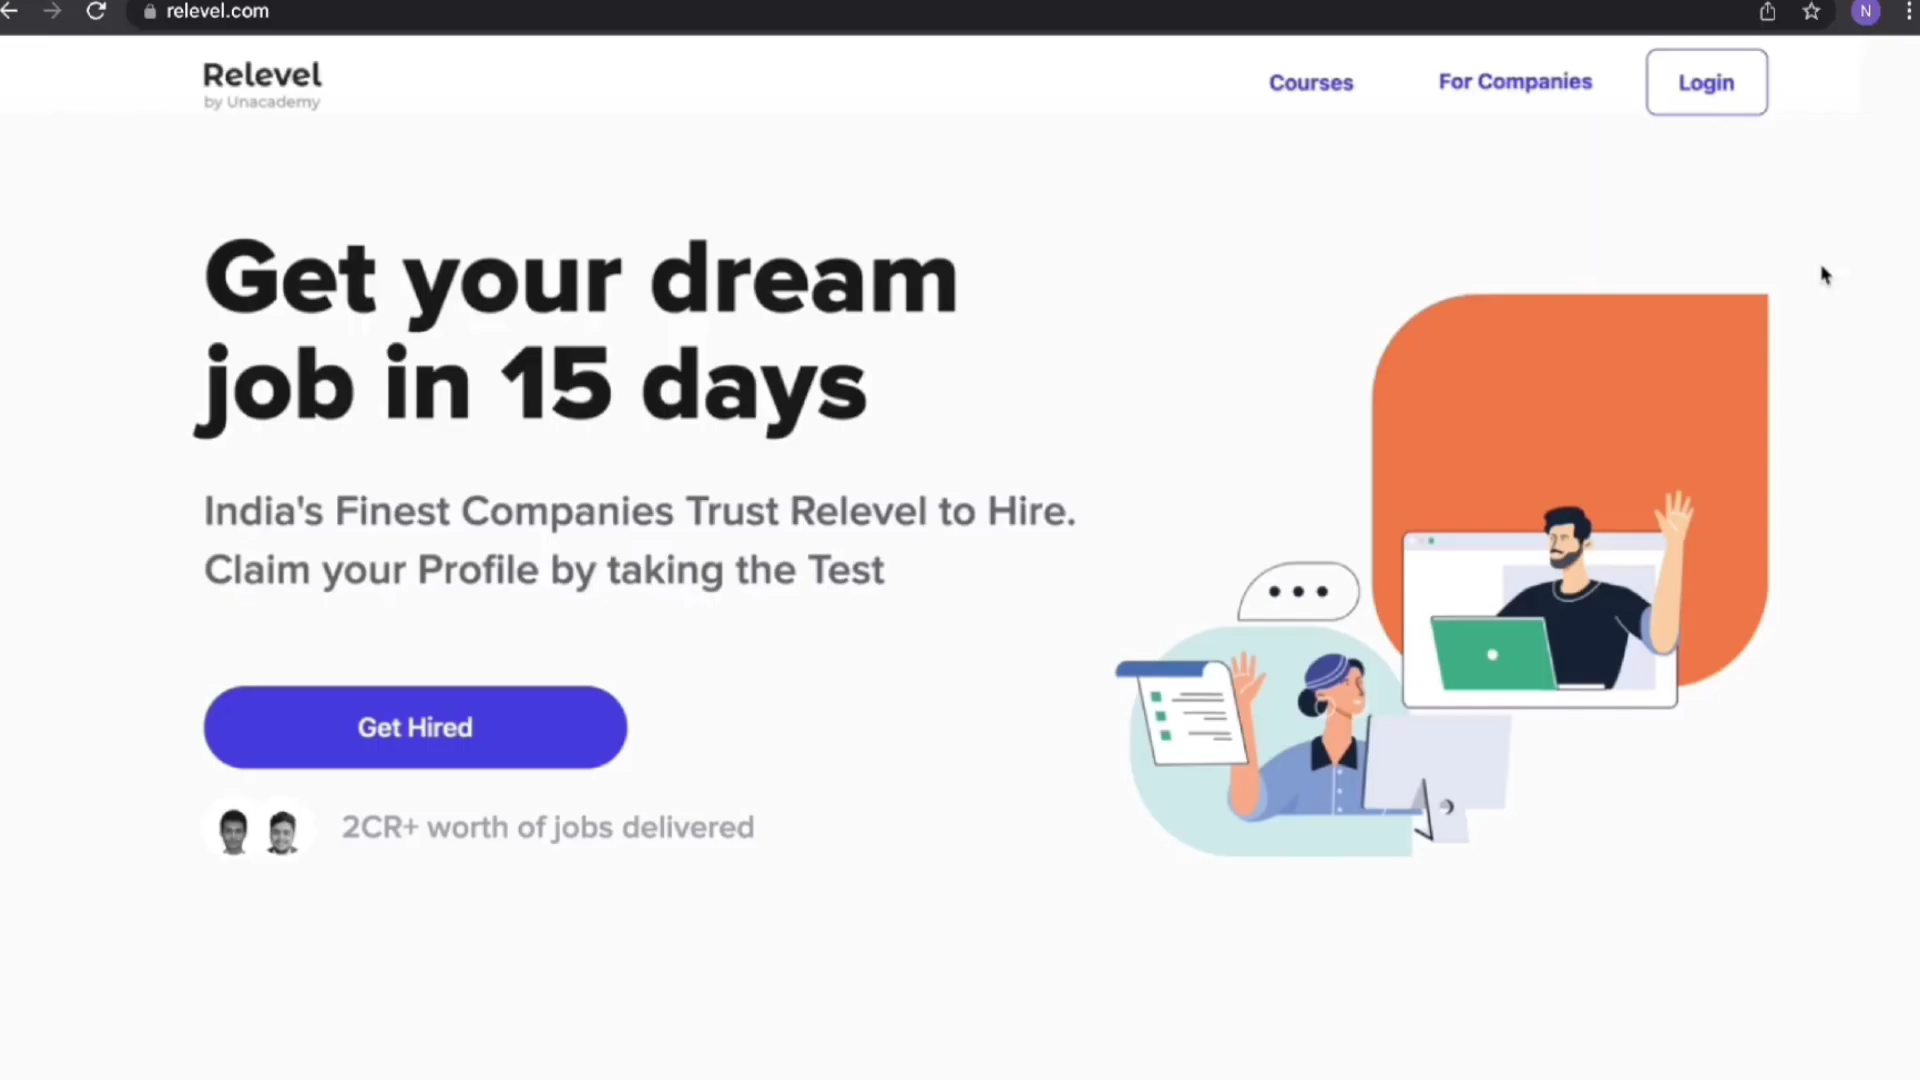 relevel.com
N
Relevel
by Unacademy
Courses
For Companies
Login
Get your dream
job in 15 days
India's Finest Companies Trust Relevel to Hire.
Claim your Profile by taking the Test
Get Hired
2CR+ worth of jobs delivered